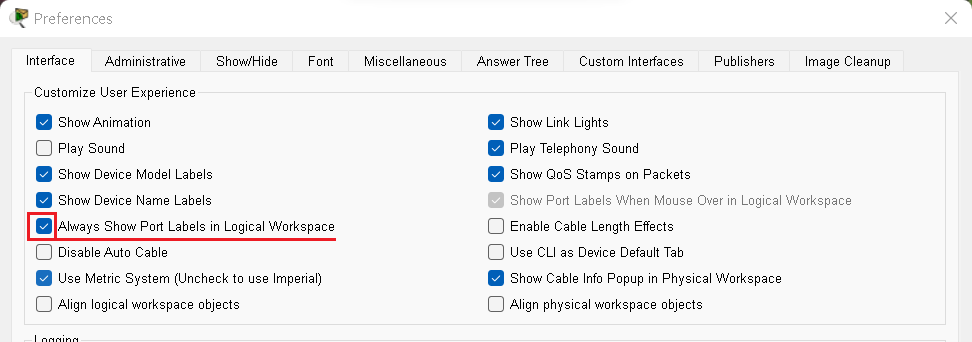 Preferences
Interface Administrative Show/Hide Font Miscellaneous Answer Tree Custom Interfaces Publishers Image Cleanup
Customize User Experience
Show Animation
Play Sound
Show Device Model Labels
Show Device Name Labels
Always Show Port Labels in Logical Workspace
Disable Auto Cable
Use Metric System (Uncheck to use Imperial)
Align logical workspace objects
Show Link Lights
Play Telephony Sound
Show QoS Stamps on Packets
Show Port Labels When Mouse Over in Logical Workspace
Enable Cable Length Effects
Use CLI as Device Default Tab
Show Cable Info Popup in Physical Workspace
Align physical workspace objects
Logging